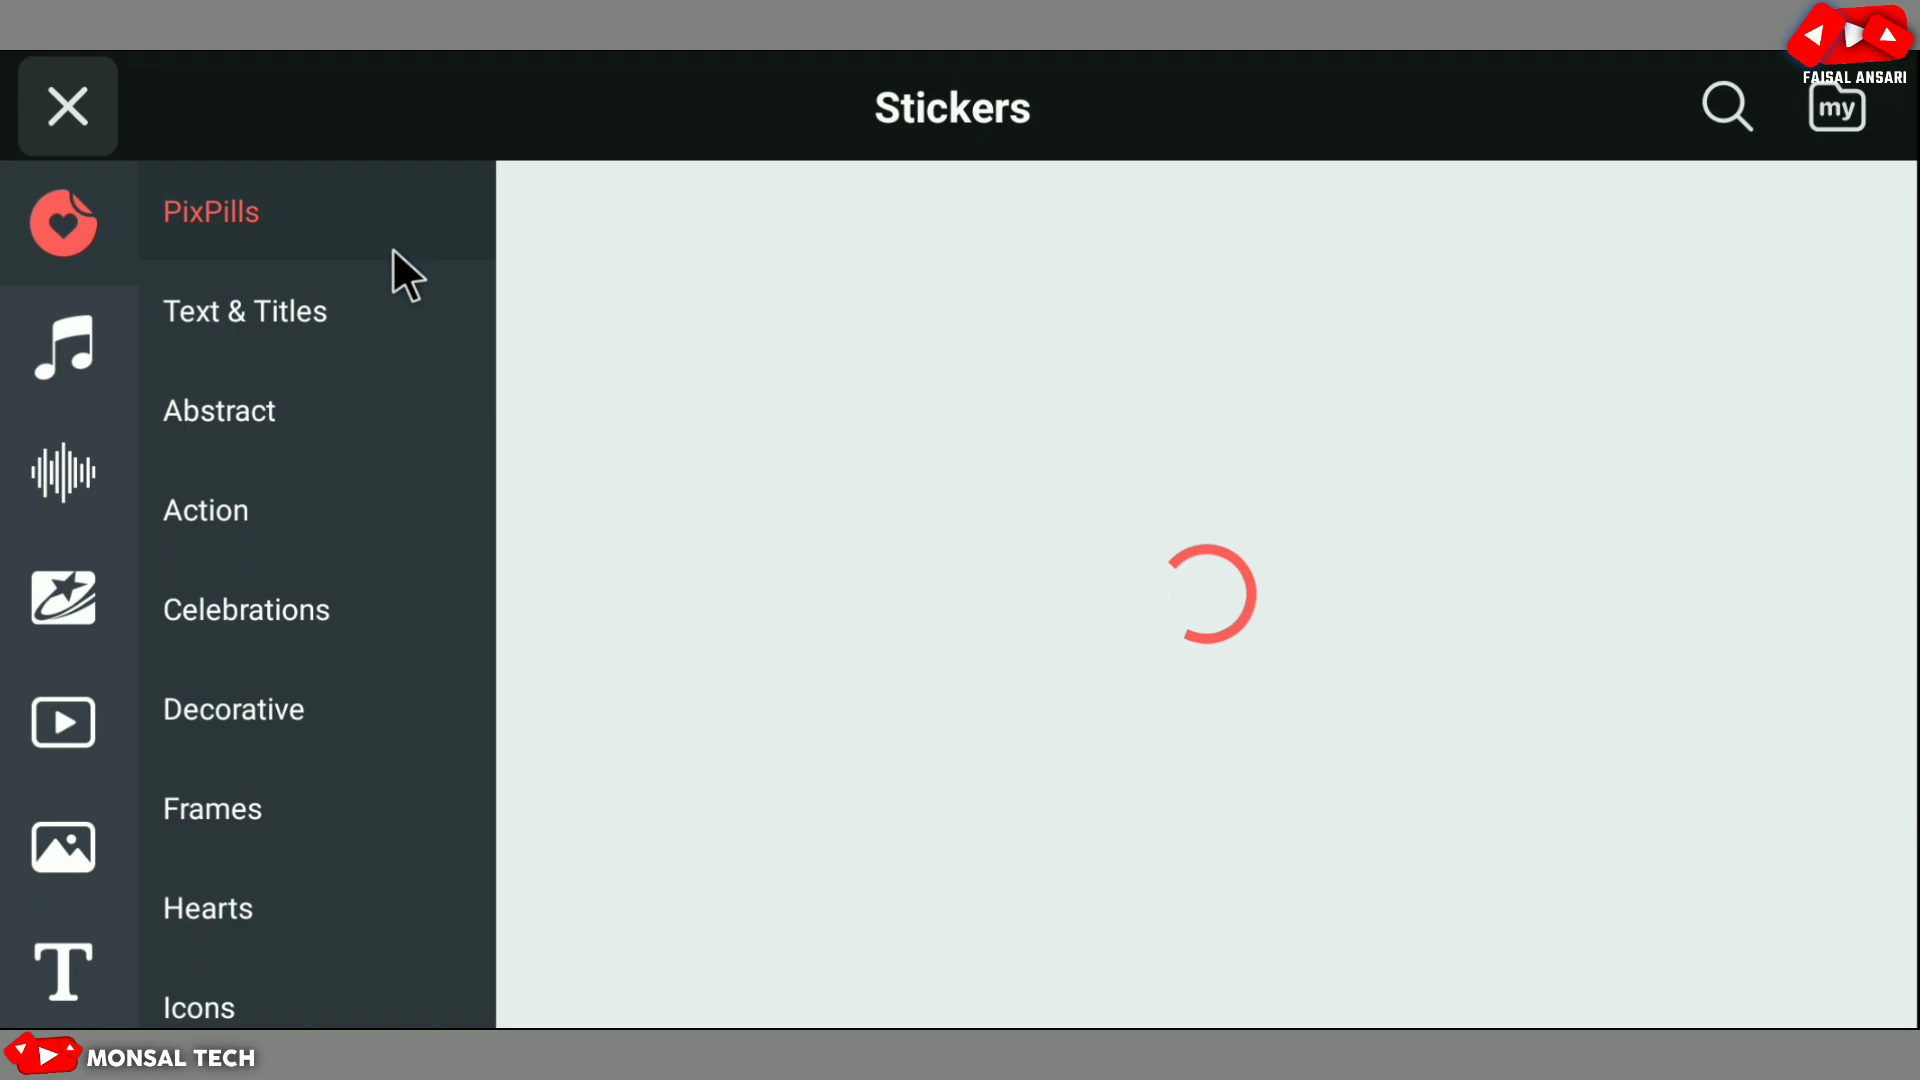 FAISAL ANSARI
Stickers
my
PixPills
Text & Titles
Abstract
Action
Celebrations
Decorative
Frames
Hearts
Icons
T
MONSAL TECH